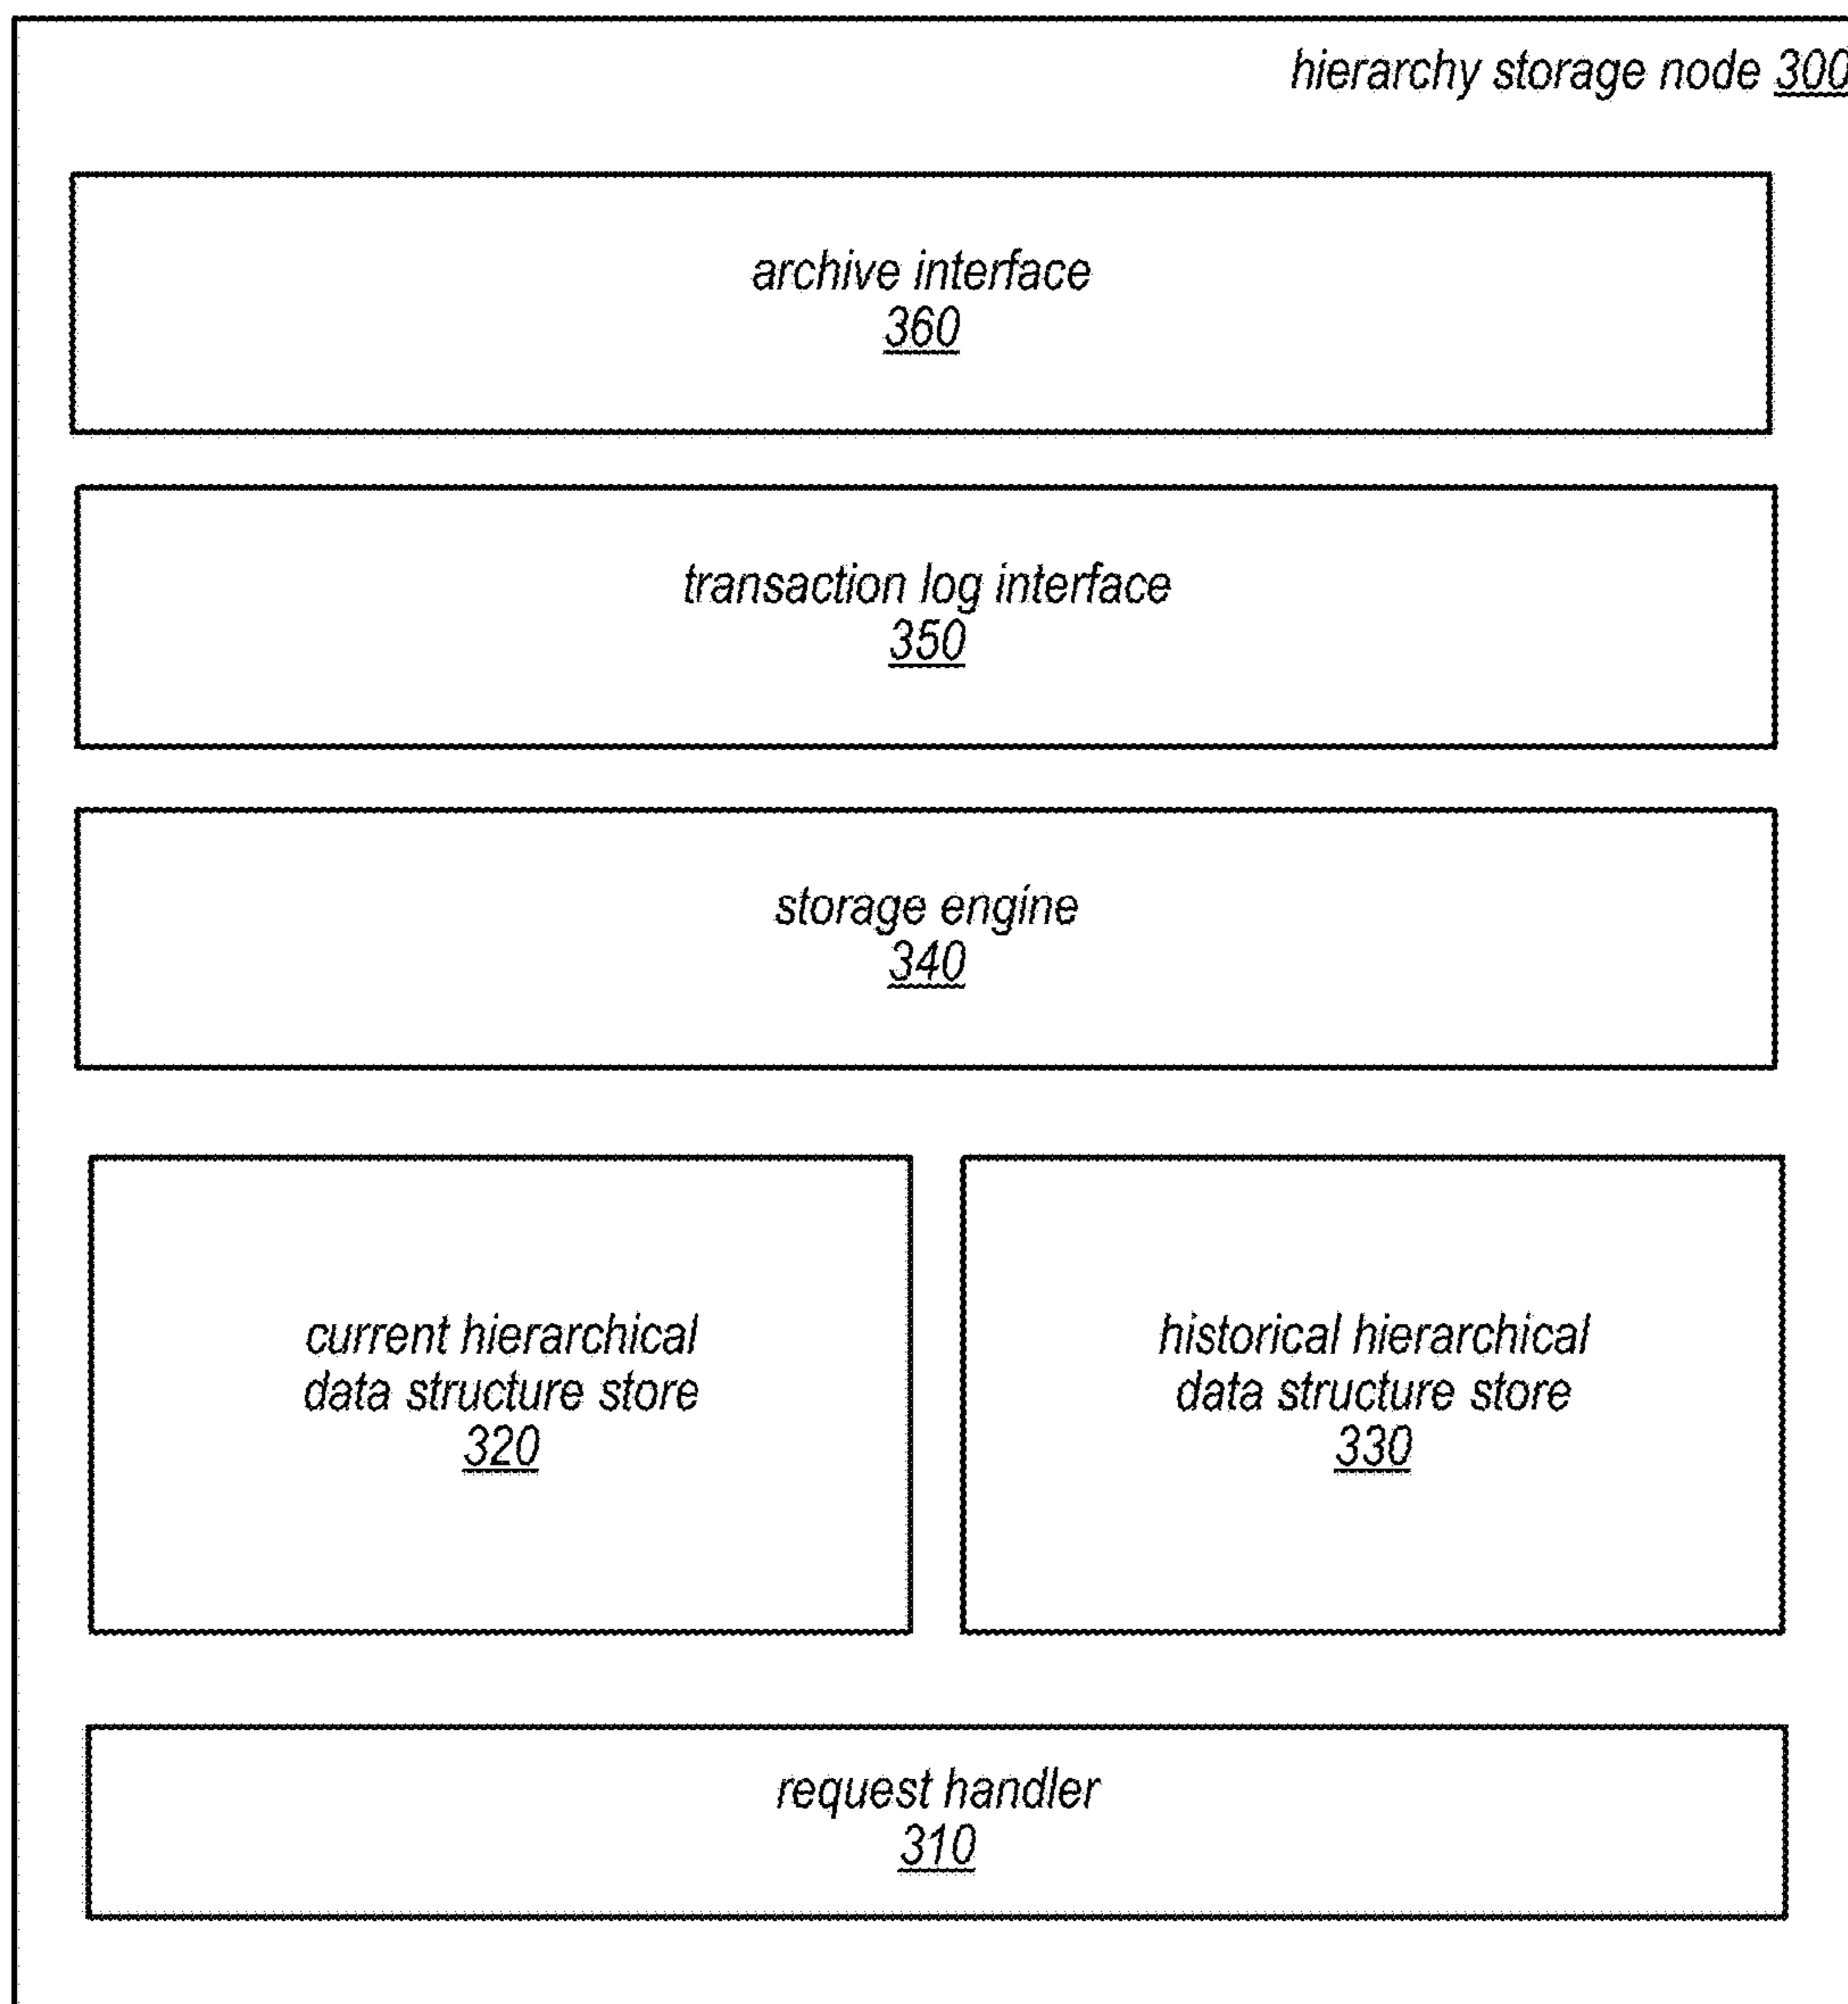 hierarchy storage node 300
archive interface
360
transaction log interface
350
storage engine
340
current hierarchical
data structure store
320
historical hierarchical
data structure store
330
request handler
310